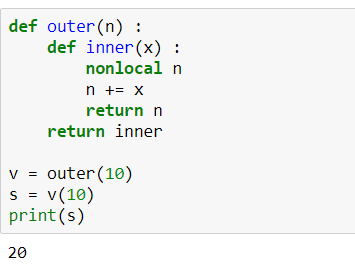 def outer(n) :
    def inner(x) :
        nonlocal n
        n += x
        return n
    return inner

v = outer(10)
s = v(10)
print(s)
20